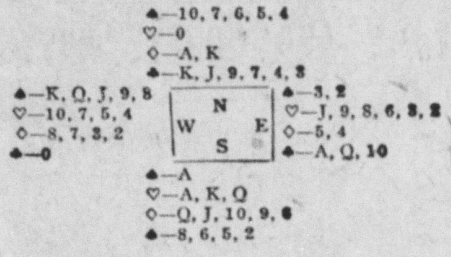 ♠—10, 7, 6, 5, 4
♡—0
◇—A, K
♣—K, J, 9, 7, 4, 3
♠—K, Q, J, 9, 8
♡—10, 7, 5, 4
◇—8, 7, 3, 2
♣—0
N
W E
S
♠—3, 2
♡—J, 9, 8, 6, 3, 2
◇—5, 4
♣—A, Q, 10
♠—A
♡—A, K, Q
◇—Q, J, 10, 9, 6
♣—8, 6, 5, 2